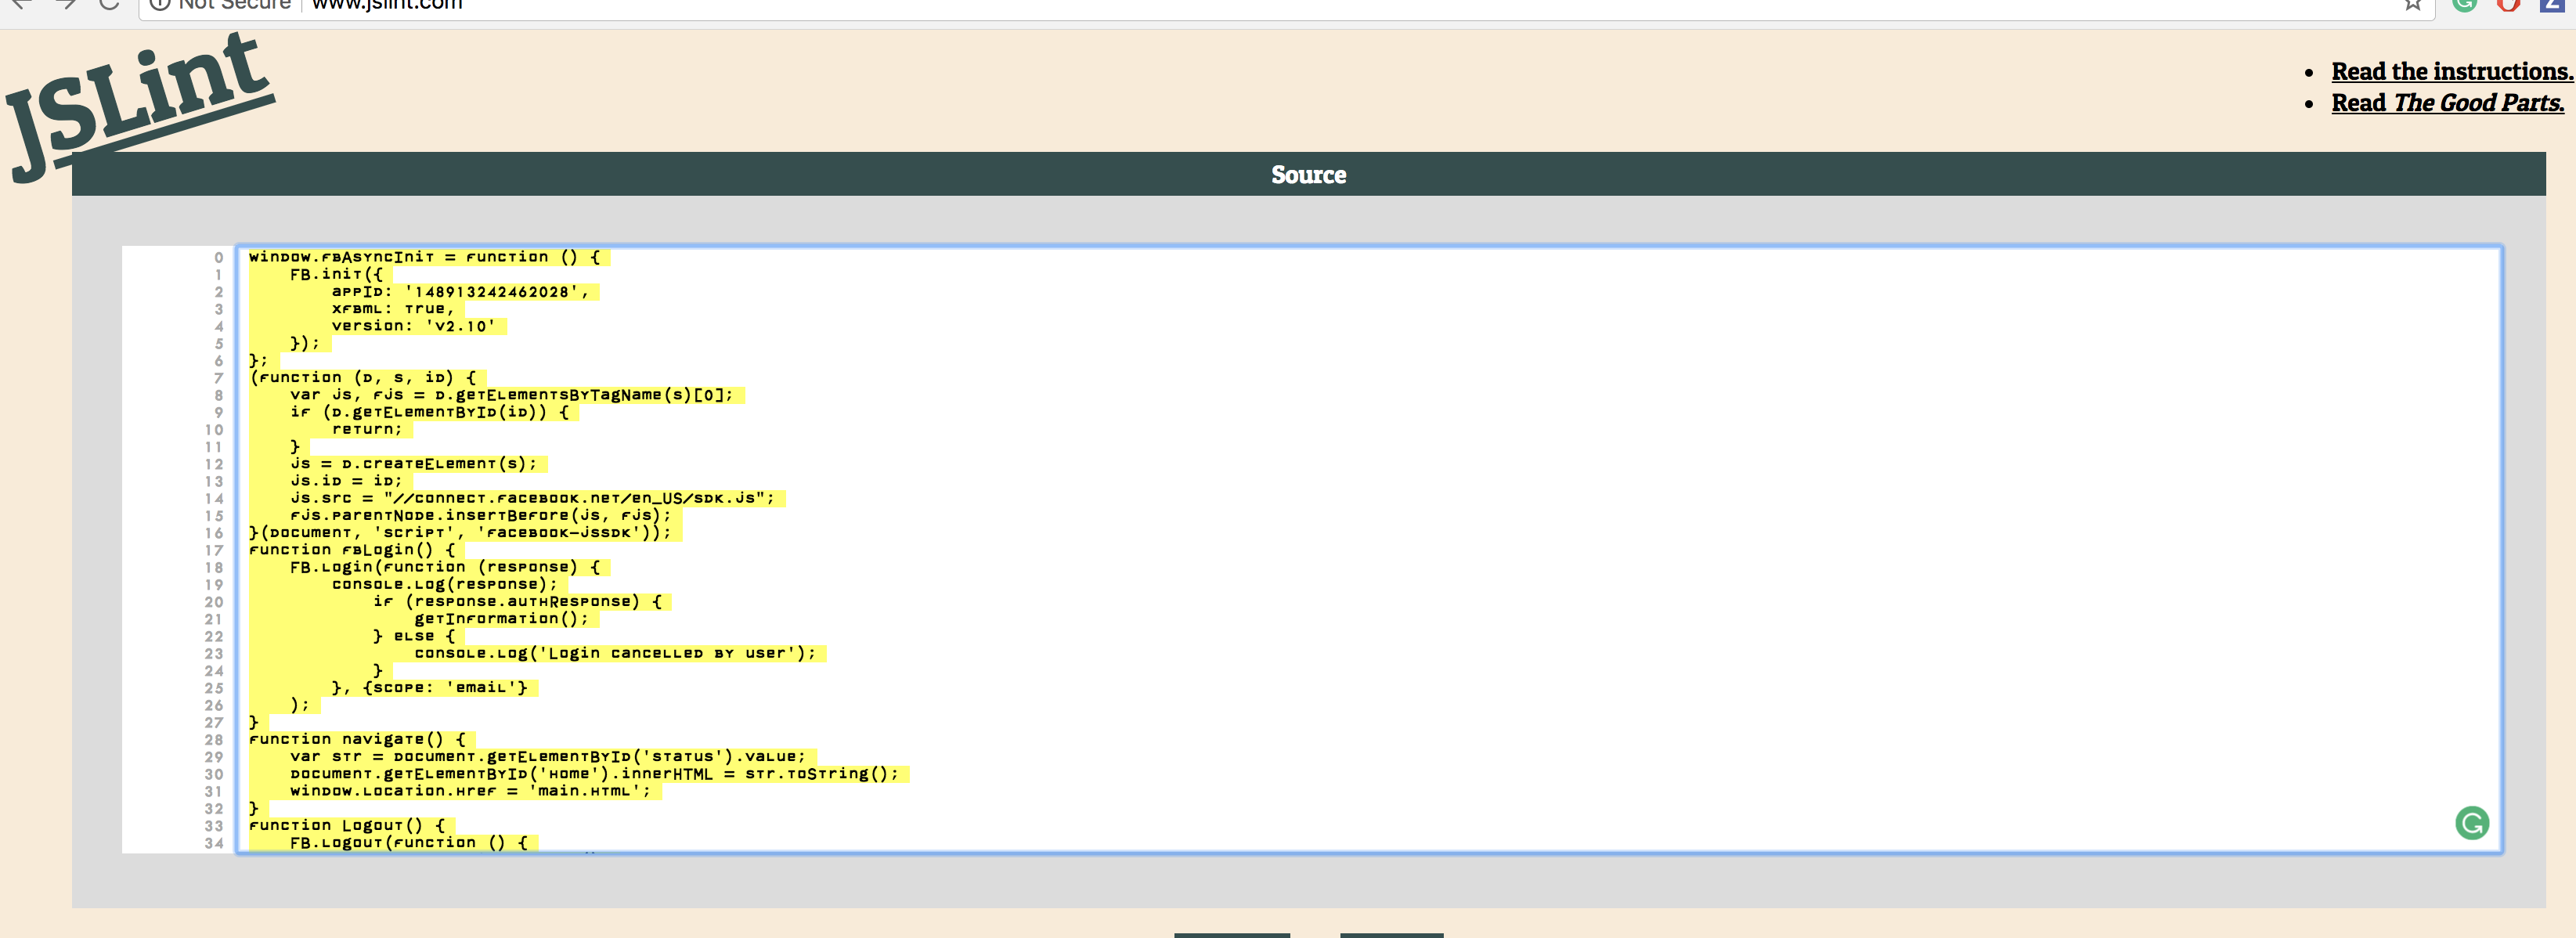 Not Secure | www.jslint.com
JSLint
Read the instructions.
Read The Good Parts.
Source
0 window.fbAsyncInit = function () {
1 FB.init({
2 appId: '148913242462028',
3 xfbml: true,
4 version: 'v2.10'
5 });
6 };
7 (function (d, s, id) {
8 var js, fjs = d.getElementsByTagName(s)[0];
9 if (d.getElementById(id)) {
10 return;
11 }
12 js = d.createElement(s);
13 js.id = id;
14 js.src = "//connect.facebook.net/en_US/sdk.js";
15 fjs.parentNode.insertBefore(js, fjs);
16 }(document, 'script', 'facebook-jssdk'));
17 function fbLogin() {
18 FB.login(function (response) {
19 console.log(response);
20 if (response.authResponse) {
21 getInformation();
22 } else {
23 console.log('Login cancelled by user');
24 }
25 }, {scope: 'email'}
26 );
27 }
28 function navigate() {
29 var str = document.getElementById('status').value;
30 document.getElementById('home').innerHTML = str.toString();
31 window.location.href = 'main.html';
32 }
33 function Logout() {
34 FB.logout(function () {